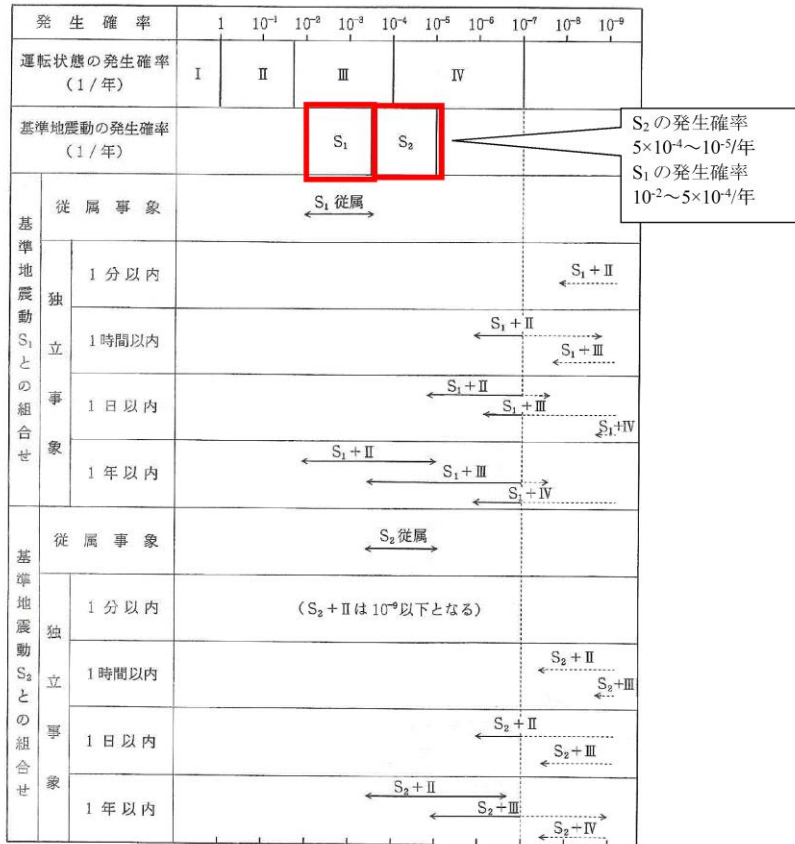 発生確率 1 10⁻¹ 10⁻² 10⁻³ 10⁻⁴ 10⁻⁵ 10⁻⁶ 10⁻⁷ 10⁻⁸ 10⁻⁹
運転状態の発生確率
(1/年)
I II III IV
基準地震動の発生確率
(1/年)
S₁ S₂
S₂の発生確率
5×10⁻⁴～10⁻⁵/年
S₁の発生確率
10⁻²～5×10⁻⁴/年
基準地震動S₁との組合せ
従属事象
S₁従属
独立事象
1分以内
S₁+II
1時間以内
S₁+II
S₁+III
1日以内
S₁+II
S₁+III
S₁+IV
1年以内
S₁+II
S₁+III
S₁+IV
基準地震動S₂との組合せ
従属事象
S₂従属
独立事象
1分以内
(S₂+IIは10⁻⁹以下となる)
1時間以内
S₂+II
S₂+III
1日以内
S₂+II
S₂+III
1年以内
S₂+II
S₂+III
S₂+IV